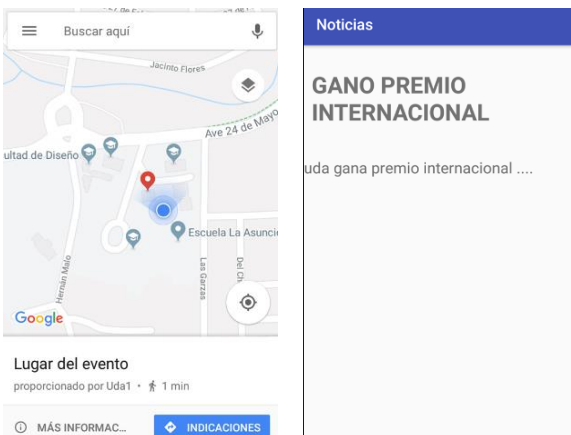 Buscar aquí
Jacinto Flores
Ave 24 de Mayo
ultad de Diseño
Escuela La Asunci
Hernán Malo
Las Garzas
Del Ch
Google
Lugar del evento
proporcionado por Uda1 • 1 min
MÁS INFORMAC...
INDICACIONES
Noticias
GANO PREMIO
INTERNACIONAL
uda gana premio internacional ....